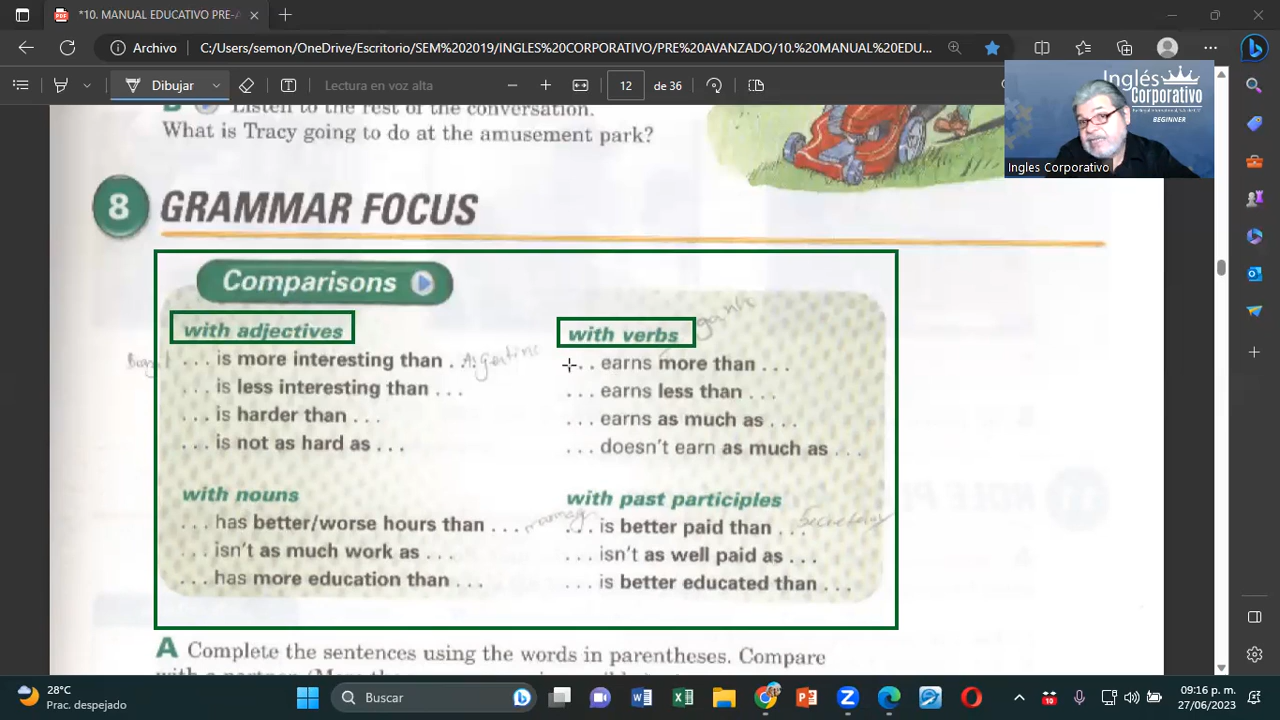 *10. MANUAL EDUCATIVO PRE-A
Archivo
C:/Users/semon/OneDrive/Escritorio/SEM%202019/INGLES%20CORPORATIVO/PRE%20AVANZADO/10.%20MANUAL%20EDU...
Dibujar
Lectura en voz alta
12
de 36
B Listen to the rest of the conversation.
What is Tracy going to do at the amusement park?
Inglés
Corporativo
BEGINNER
Ingles Corporativo
8 GRAMMAR FOCUS
Comparisons
with adjectives
. . . is more interesting than . . Argentina
. . . is less interesting than . . .
. . . is harder than . . .
. . . is not as hard as . . .
with verbs
. . . earns more than . . .
. . . earns less than . . .
. . . earns as much as . . .
. . . doesn't earn as much as . . .
with nouns
. . . has better/worse hours than . . .
. . . isn't as much work as . . .
. . . has more education than . . .
with past participles
. . . is better paid than . . . Secretary
. . . isn't as well paid as . . .
. . . is better educated than . . .
A Complete the sentences using the words in parentheses. Compare
28°C
Prac. despejado
Buscar
10
09:16 p. m.
27/06/2023